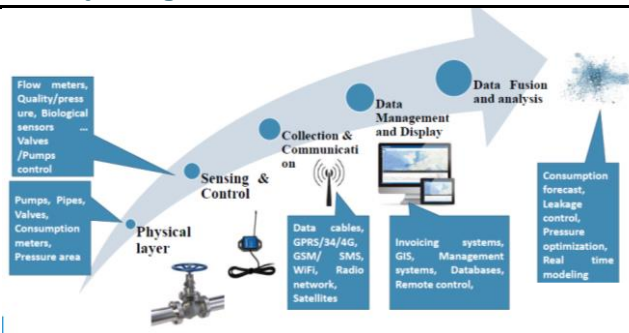 Flow meters,
Quality/press
ure, Biological
sensors ...
Valves
/Pumps
control
Pumps, Pipes,
Valves,
Consumption
meters,
Pressure area
Physical
layer
Sensing &
Control
Collection &
Communicati
on
Data cables,
GPRS/34/4G,
GSM/ SMS,
WiFi, Radio
network,
Satellites
Data
Management
and Display
Invoicing systems,
GIS, Management
systems, Databases,
Remote control,
Data Fusion
and analysis
Consumption
forecast,
Leakage
control,
Pressure
optimization,
Real time
modeling